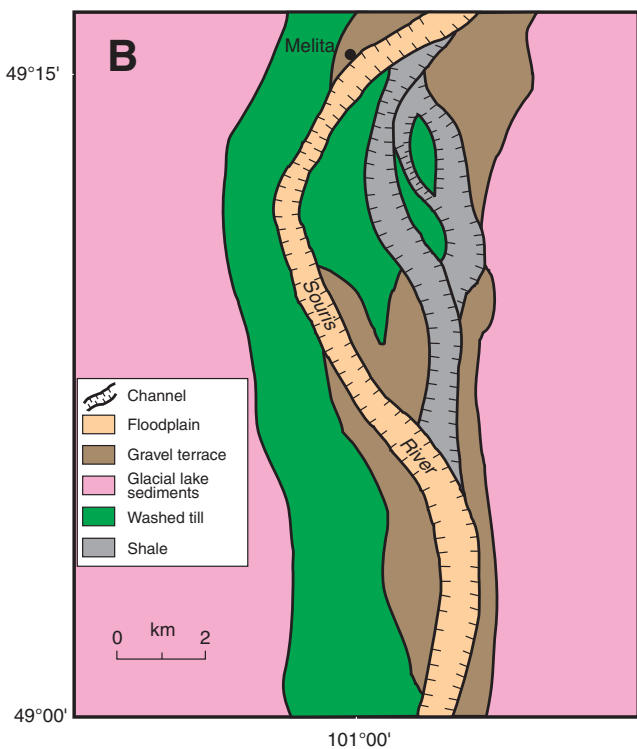 B
Melita
49°15'
Souris
River
Channel
Floodplain
Gravel terrace
Glacial lake
sediments
Washed till
Shale
km
0 2
49°00'
101°00'